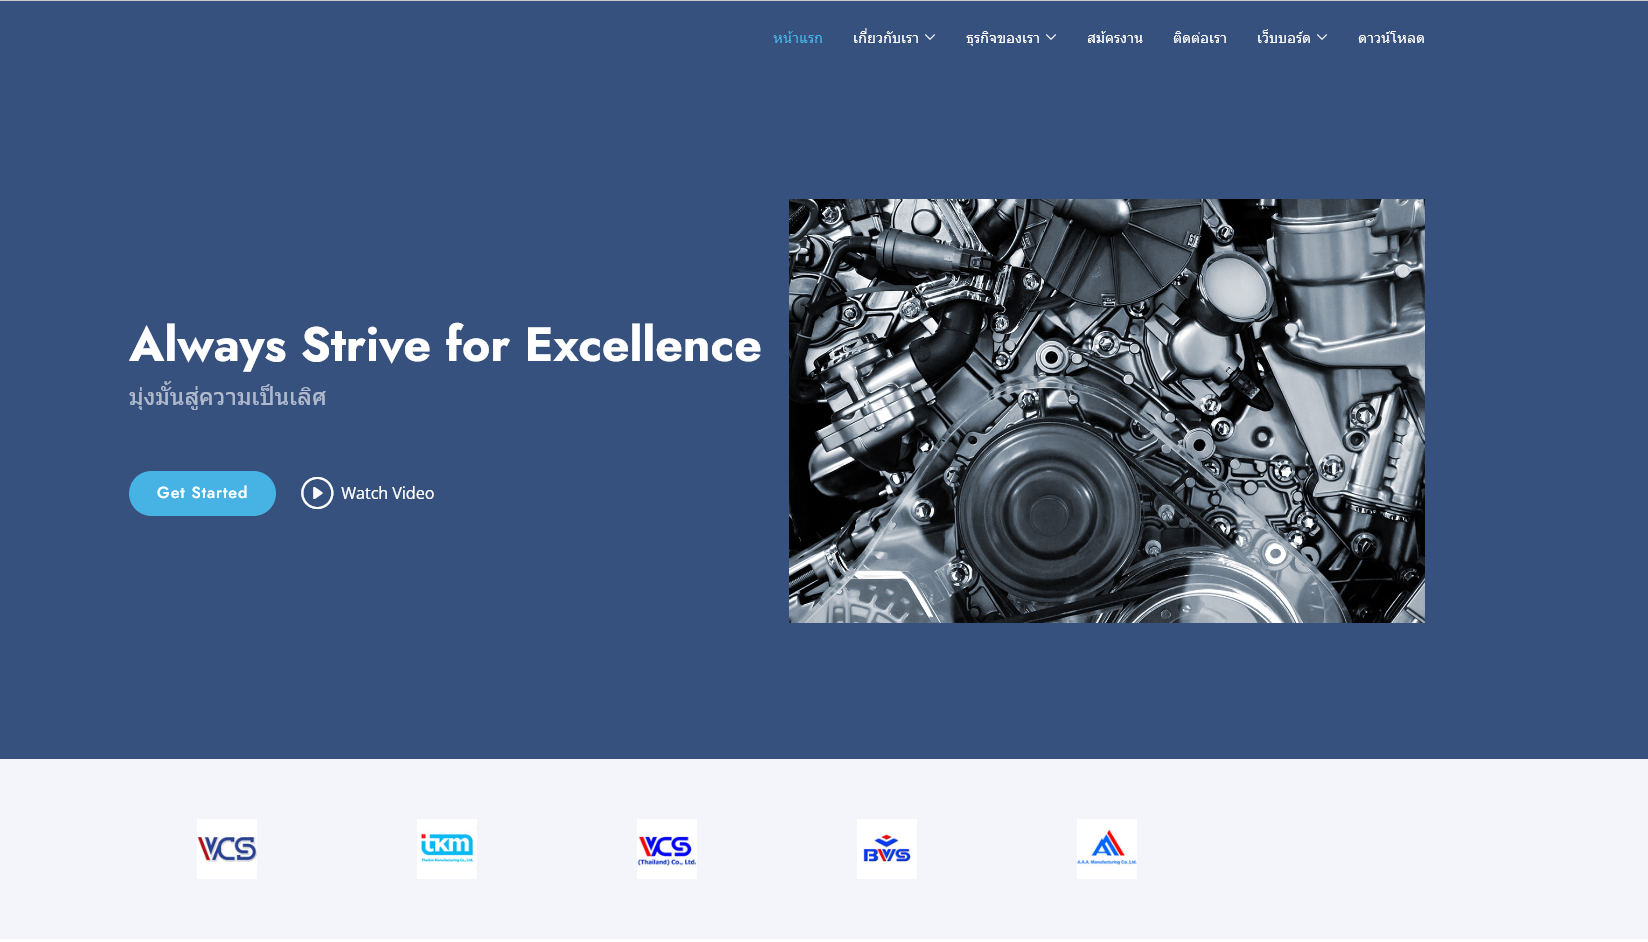 หน้าแรก เกี่ยวกับเรา ธุรกิจของเรา สมัครงาน ติดต่อเรา เว็บบอร์ด ดาวน์โหลด
Always Strive for Excellence
มุ่งมั้นสู่ความเป็นเลิศ
Get Started Watch Video
VCS
tkm
Thaikin Manufacturing Co., Ltd.
VCS
(Thailand) Co., Ltd.
BVS
A.A.A. Manufacturing Co.,Ltd.